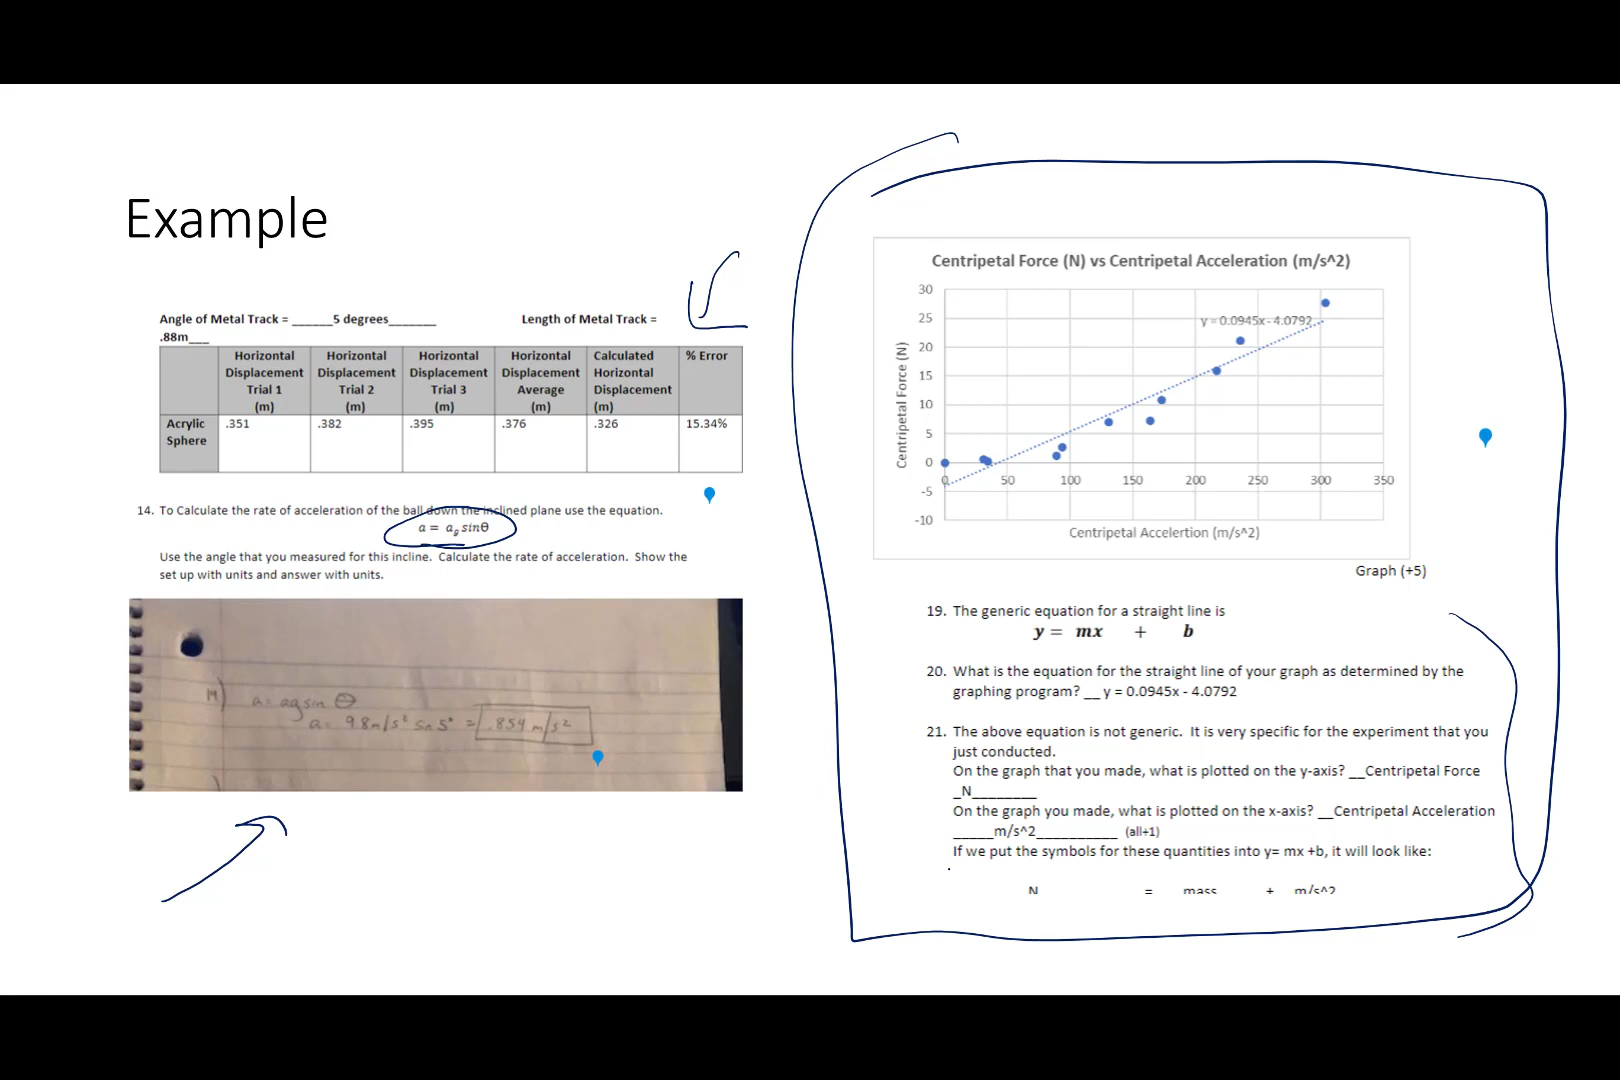 Example
Angle of Metal Track = ______5 degrees_______ Length of Metal Track =
.88m___
Horizontal Displacement Trial 1 (m) Horizontal Displacement Trial 2 (m) Horizontal Displacement Trial 3 (m) Horizontal Displacement Average (m) Calculated Horizontal Displacement (m) % Error
Acrylic Sphere .351 .382 .395 .376 .326 15.34%
14. To Calculate the rate of acceleration of the ball down the inclined plane use the equation.
a = a_g sinθ
Use the angle that you measured for this incline. Calculate the rate of acceleration. Show the
set up with units and answer with units.
14) a = ag sin θ
a = 9.8 m/s² sin 5° = .854 m/s²
Centripetal Force (N) vs Centripetal Acceleration (m/s^2)
30
25
20
15
10
5
0
-5
-10
y = 0.0945x - 4.0792
Centripetal Force (N)
0 50 100 150 200 250 300 350
Centripetal Accelertion (m/s^2)
Graph (+5)
19. The generic equation for a straight line is
y = mx + b
20. What is the equation for the straight line of your graph as determined by the
graphing program? __ y = 0.0945x - 4.0792
21. The above equation is not generic. It is very specific for the experiment that you
just conducted.
On the graph that you made, what is plotted on the y-axis? __Centripetal Force
_N________
On the graph you made, what is plotted on the x-axis? __Centripetal Acceleration
_____m/s^2__________ (all+1)
If we put the symbols for these quantities into y= mx +b, it will look like:
N = mass + m/s^2